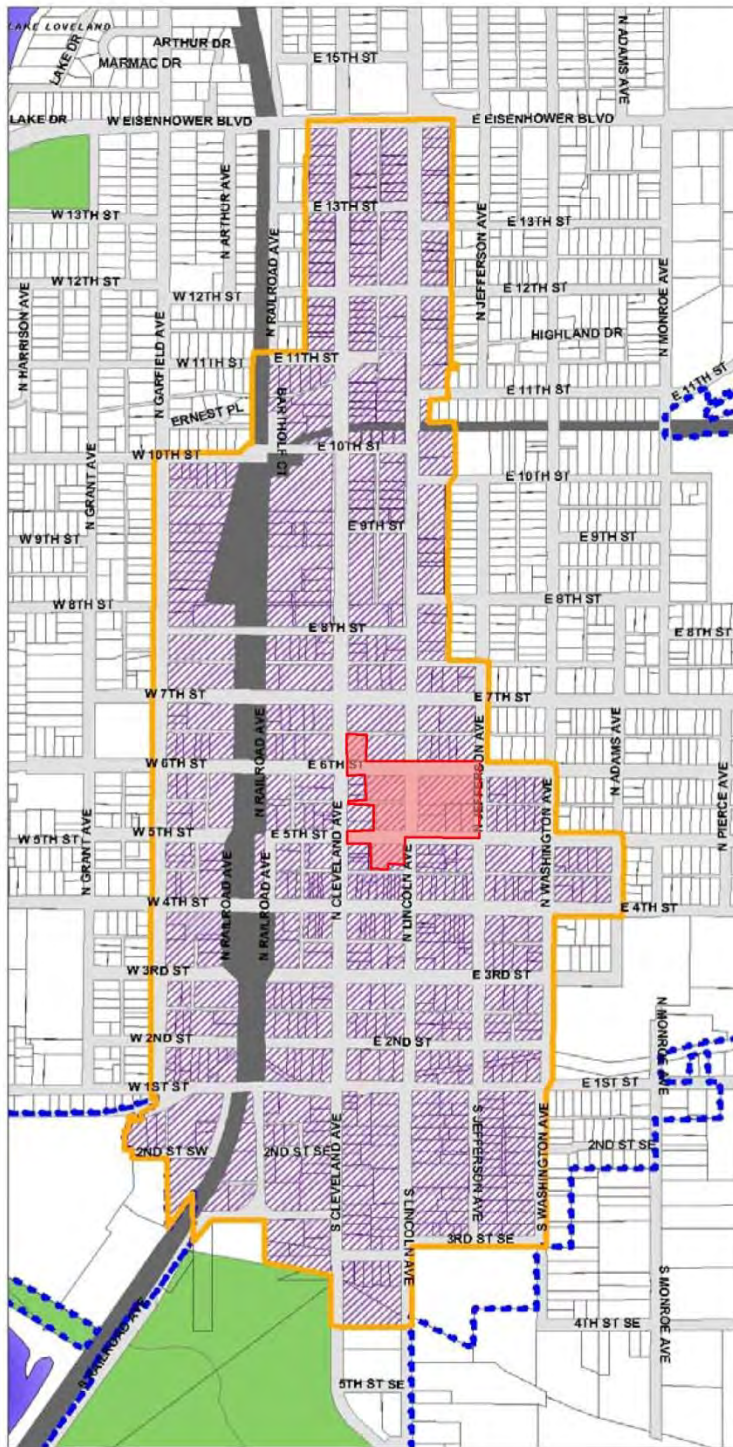 LAKE LOVELAND
LAKE DR
ARTHUR DR
MARMAC DR
E 15TH ST
N ADAMS AVE
LAKE DR
W EISENHOWER BLVD
E EISENHOWER BLVD
N ARTHUR AVE
N RAILROAD AVE
W 13TH ST
E 13TH ST
E 13TH ST
N JEFFERSON AVE
N MONROE AVE
N HARRISON AVE
N GARFIELD AVE
W 12TH ST
W 12TH ST
E 12TH ST
HIGHLAND DR
W 11TH ST
E 11TH ST
E 11TH ST
E 11TH ST
ERNEST PL
BARTHOLF CT
W 10TH ST
E 10TH ST
E 10TH ST
N GRANT AVE
W 9TH ST
E 9TH ST
E 9TH ST
W 8TH ST
E 8TH ST
E 8TH ST
E 8TH ST
W 7TH ST
E 7TH ST
N RAILROAD AVE
N JEFFERSON AVE
N ADAMS AVE
W 6TH ST
E 6TH ST
N WASHINGTON AVE
N PIERCE AVE
W 5TH ST
W 5TH ST
E 5TH ST
N GRANT AVE
N RAILROAD AVE
N RAILROAD AVE
N CLEVELAND AVE
N LINCOLN AVE
W 4TH ST
E 4TH ST
W 3RD ST
E 3RD ST
W 2ND ST
E 2ND ST
N MONROE AVE
W 1ST ST
E 1ST ST
2ND ST SW
2ND ST SE
2ND ST SE
S CLEVELAND AVE
S LINCOLN AVE
S JEFFERSON AVE
S WASHINGTON AVE
3RD ST SE
S MONROE AVE
4TH ST SE
S RAILROAD AVE
5TH ST SE